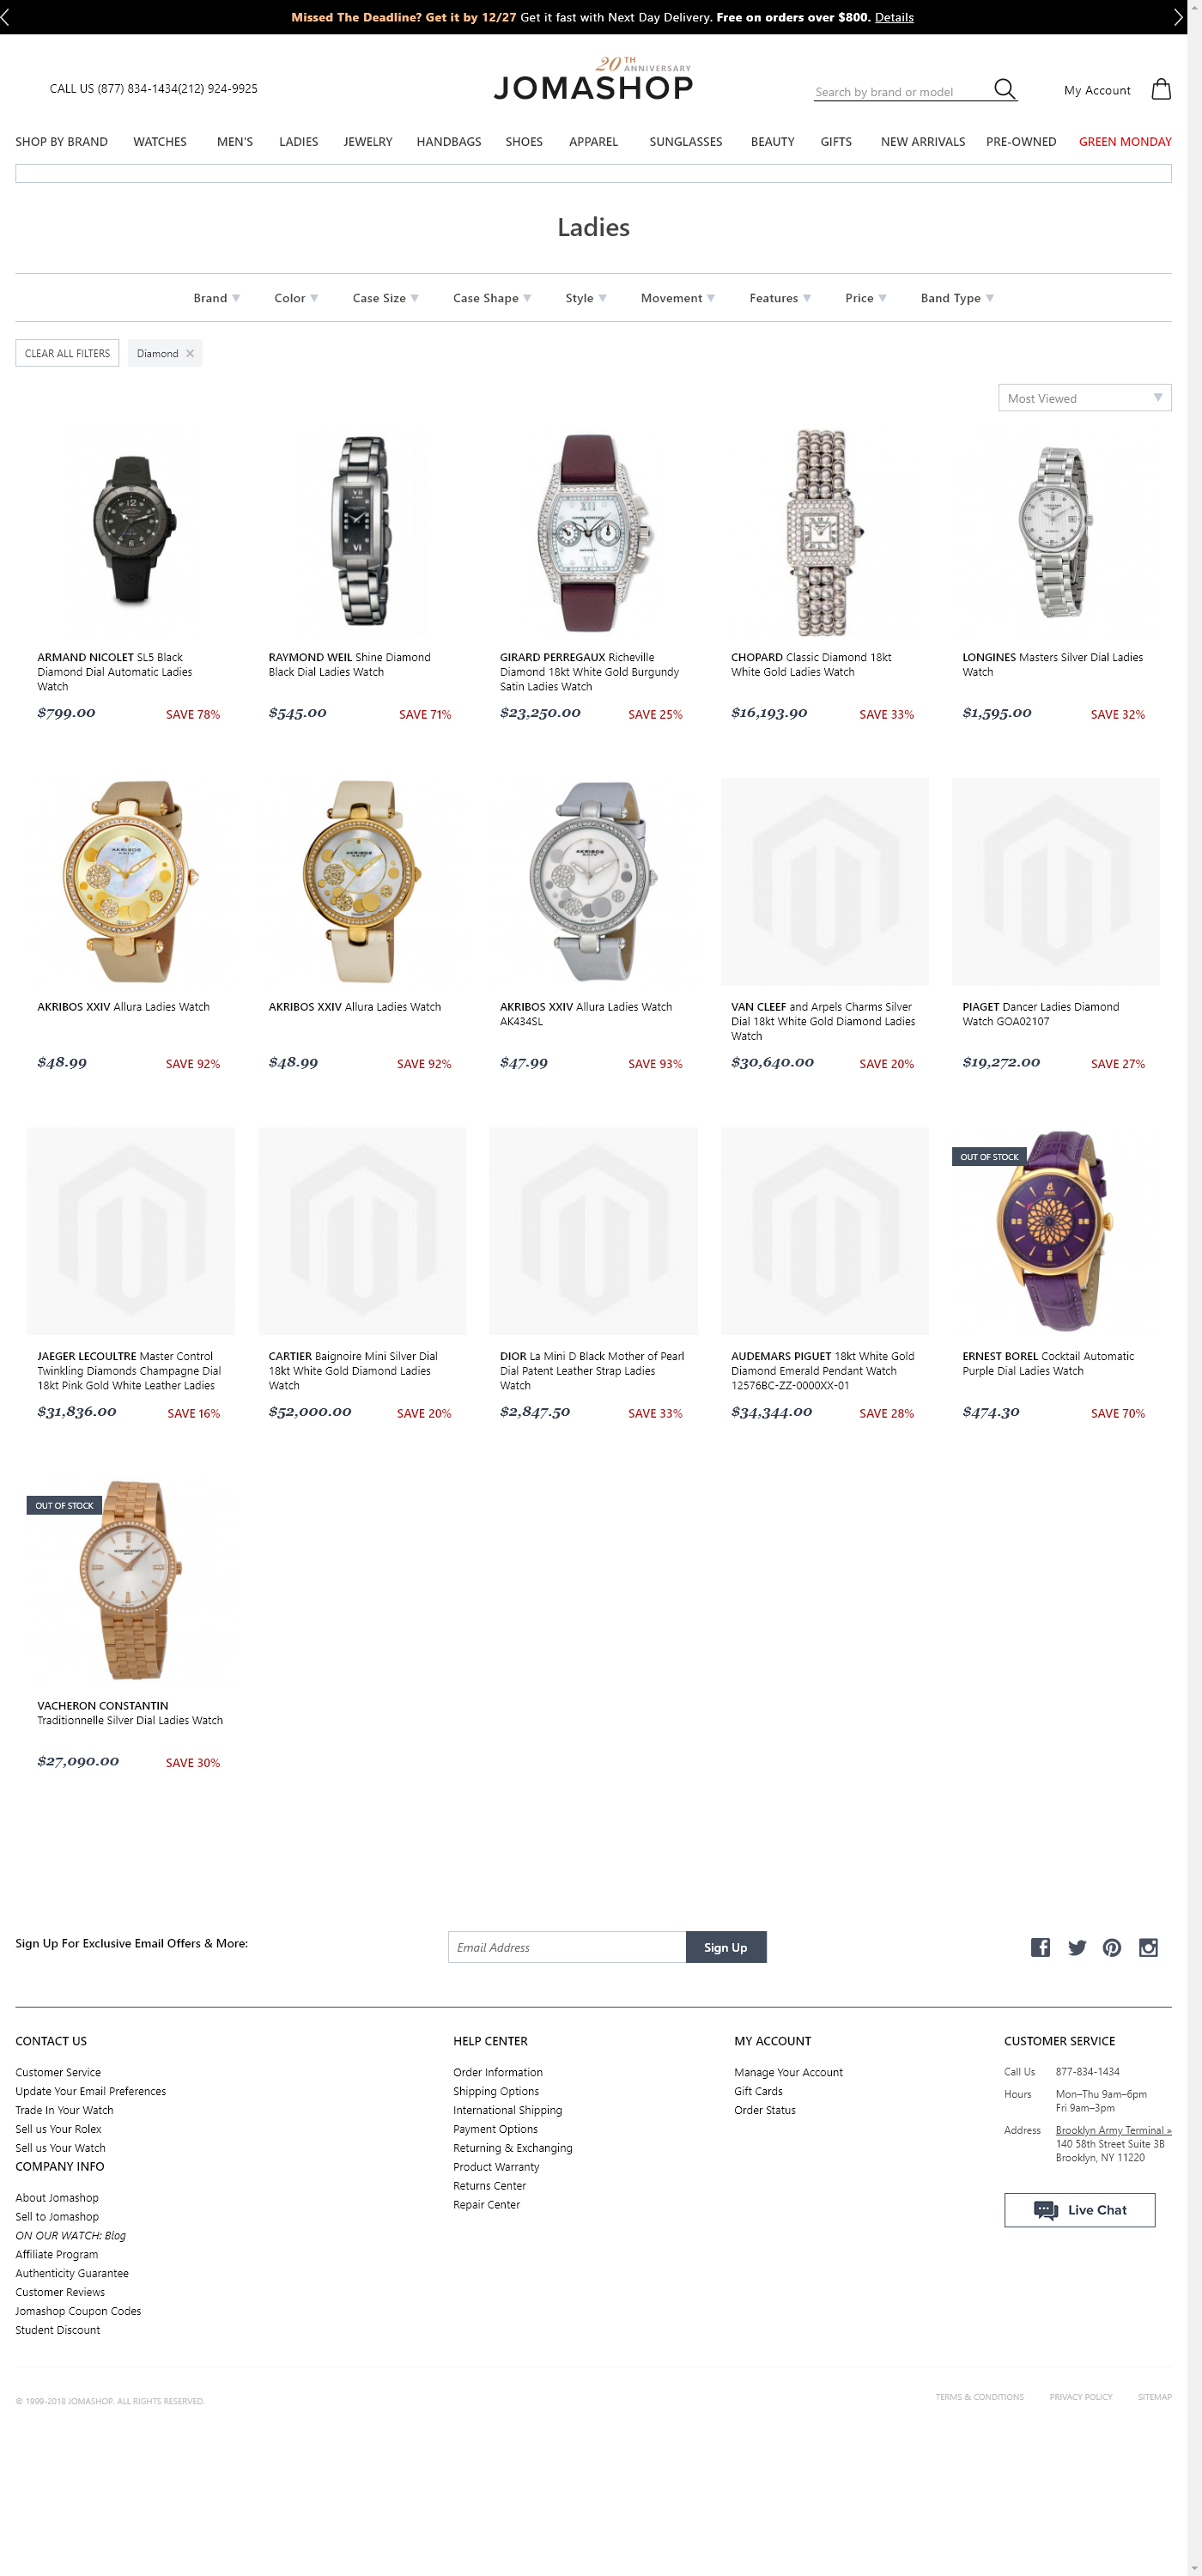 Missed The Deadline? Get it by 12/27 Get it fast with Next Day Delivery. Free on orders over $800. Details
CALL US (877) 834-1434(212) 924-9925
20TH ANNIVERSARY
JOMASHOP
Search by brand or model
My Account
SHOP BY BRAND WATCHES MEN'S LADIES JEWELRY HANDBAGS SHOES APPAREL SUNGLASSES BEAUTY GIFTS NEW ARRIVALS PRE-OWNED GREEN MONDAY
Ladies
Brand Color Case Size Case Shape Style Movement Features Price Band Type
CLEAR ALL FILTERS Diamond ×
Most Viewed
ARMAND NICOLET SL5 Black
Diamond Dial Automatic Ladies
Watch
$799.00 SAVE 78%
RAYMOND WEIL Shine Diamond
Black Dial Ladies Watch
$545.00 SAVE 71%
GIRARD PERREGAUX Richeville
Diamond 18kt White Gold Burgundy
Satin Ladies Watch
$23,250.00 SAVE 25%
CHOPARD Classic Diamond 18kt
White Gold Ladies Watch
$16,193.90 SAVE 33%
LONGINES Masters Silver Dial Ladies
Watch
$1,595.00 SAVE 32%
AKRIBOS
AKRIBOS XXIV Allura Ladies Watch
$48.99 SAVE 92%
AKRIBOS
AKRIBOS XXIV Allura Ladies Watch
$48.99 SAVE 92%
AKRIBOS
AKRIBOS XXIV Allura Ladies Watch
AK434SL
$47.99 SAVE 93%
VAN CLEEF and Arpels Charms Silver
Dial 18kt White Gold Diamond Ladies
Watch
$30,640.00 SAVE 20%
PIAGET Dancer Ladies Diamond
Watch GOA02107
$19,272.00 SAVE 27%
JAEGER LECOULTRE Master Control
Twinkling Diamonds Champagne Dial
18kt Pink Gold White Leather Ladies
$31,836.00 SAVE 16%
CARTIER Baignoire Mini Silver Dial
18kt White Gold Diamond Ladies
Watch
$52,000.00 SAVE 20%
DIOR La Mini D Black Mother of Pearl
Dial Patent Leather Strap Ladies
Watch
$2,847.50 SAVE 33%
AUDEMARS PIGUET 18kt White Gold
Diamond Emerald Pendant Watch
12576BC-ZZ-0000XX-01
$34,344.00 SAVE 28%
OUT OF STOCK
ERNEST BOREL Cocktail Automatic
Purple Dial Ladies Watch
$474.30 SAVE 70%
OUT OF STOCK
VACHERON CONSTANTIN
Traditionnelle Silver Dial Ladies Watch
$27,090.00 SAVE 30%
Sign Up For Exclusive Email Offers & More:
Email Address
Sign Up
CONTACT US
Customer Service
Update Your Email Preferences
Trade In Your Watch
Sell us Your Rolex
Sell us Your Watch
COMPANY INFO
About Jomashop
Sell to Jomashop
ON OUR WATCH: Blog
Affiliate Program
Authenticity Guarantee
Customer Reviews
Jomashop Coupon Codes
Student Discount
HELP CENTER
Order Information
Shipping Options
International Shipping
Payment Options
Returning & Exchanging
Product Warranty
Returns Center
Repair Center
MY ACCOUNT
Manage Your Account
Gift Cards
Order Status
CUSTOMER SERVICE
Call Us 877-834-1434
Hours Mon–Thu 9am–6pm
Fri 9am–3pm
Address Brooklyn Army Terminal »
140 58th Street Suite 3B
Brooklyn, NY 11220
Live Chat
© 1999-2018 JOMASHOP. ALL RIGHTS RESERVED.
TERMS & CONDITIONS PRIVACY POLICY SITEMAP